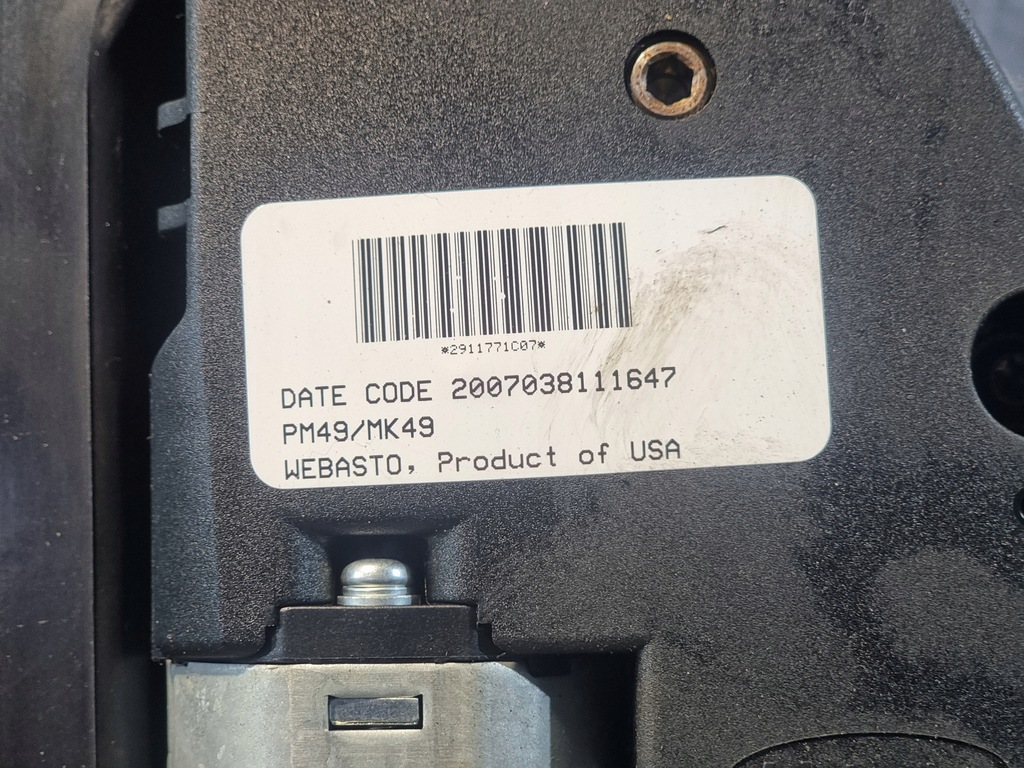 *2911771C07*
DATE CODE 2007038111647
PM49/MK49
WEBASTO, Product of USA